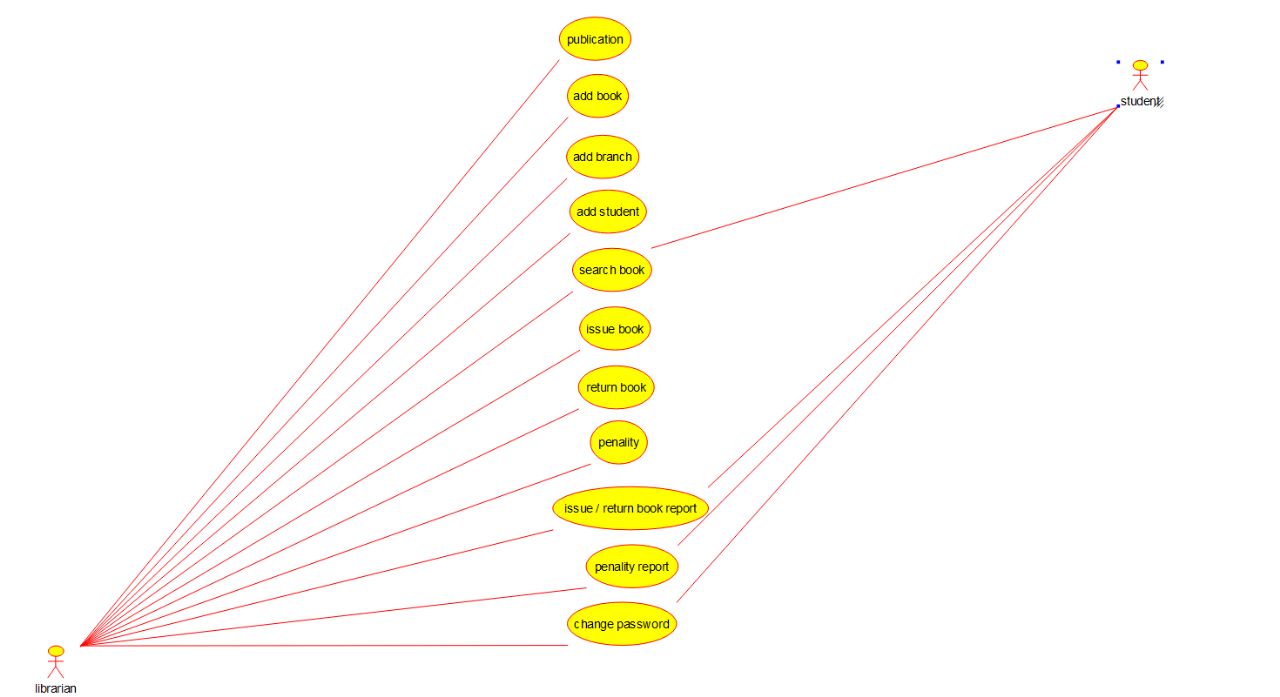 publication
add book
student
add branch
add student
search book
issue book
return book
penality
issue / return book report
penality report
change password
librarian